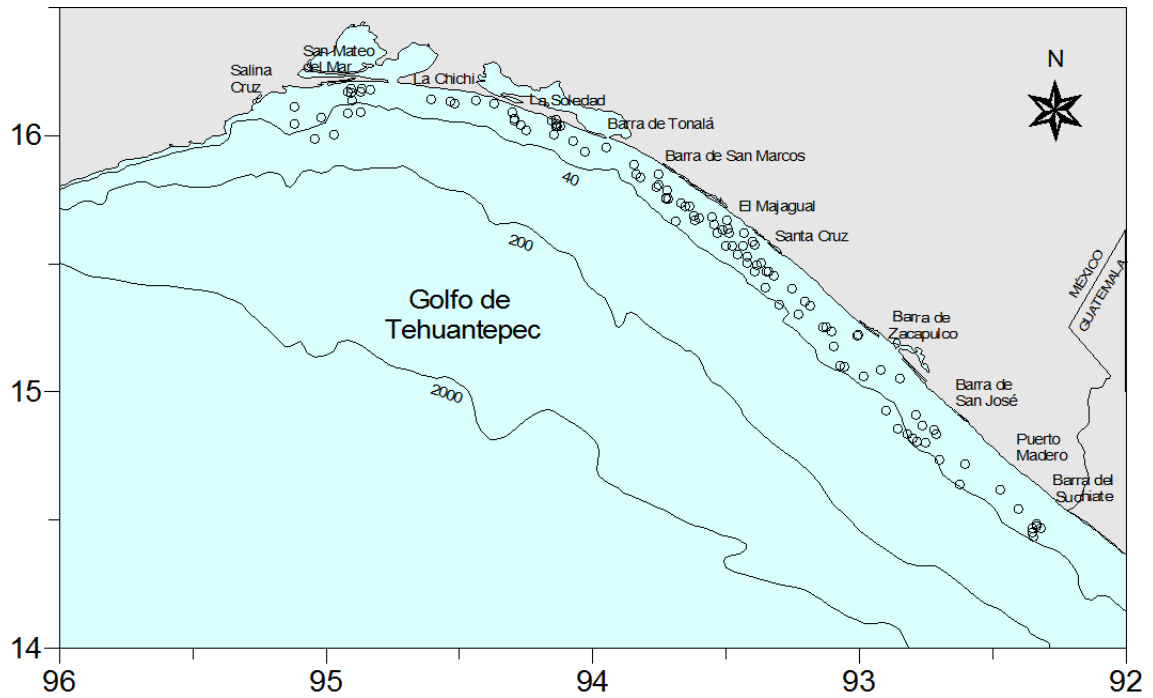 San Mateo
del Mar
Salina
Cruz
La Chichi
N
La Soledad
Barra de Tonalá
16
Barra de San Marcos
40
El Majagual
200
Santa Cruz
MÉXICO
GUATEMALA
Golfo de
Tehuantepec
Barra de
Zacapulco
15
2000
Barra de
San José
Puerto
Madero
Barra del
Suchiate
14
96
95
94
93
92